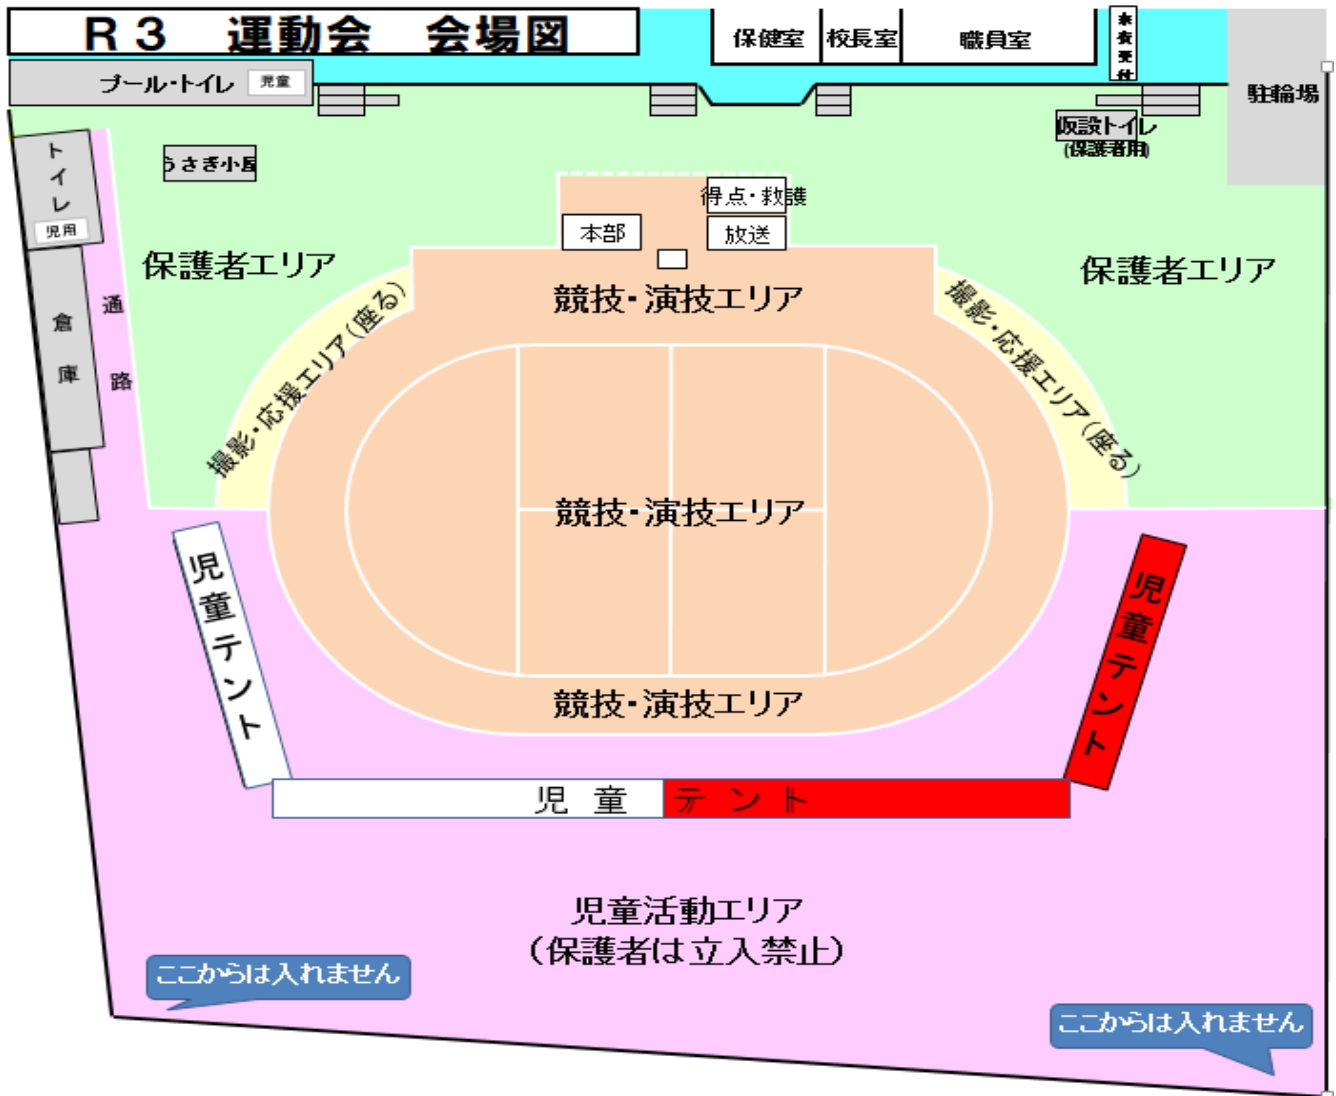 R3 運動会 会場図
保健室
校長室
職員室
来賓受付
駐輪場
プール・トイレ
児童
仮設トイレ
(保護者用)
うさぎ小屋
トイレ
児用
倉庫
通路
得点・救護
本部
放送
保護者エリア
保護者エリア
競技・演技エリア
撮影・応援エリア(座る)
撮影・応援エリア(座る)
競技・演技エリア
競技・演技エリア
児童テント
児童テント
児童テント
児童活動エリア
(保護者は立入禁止)
ここからは入れません
ここからは入れません